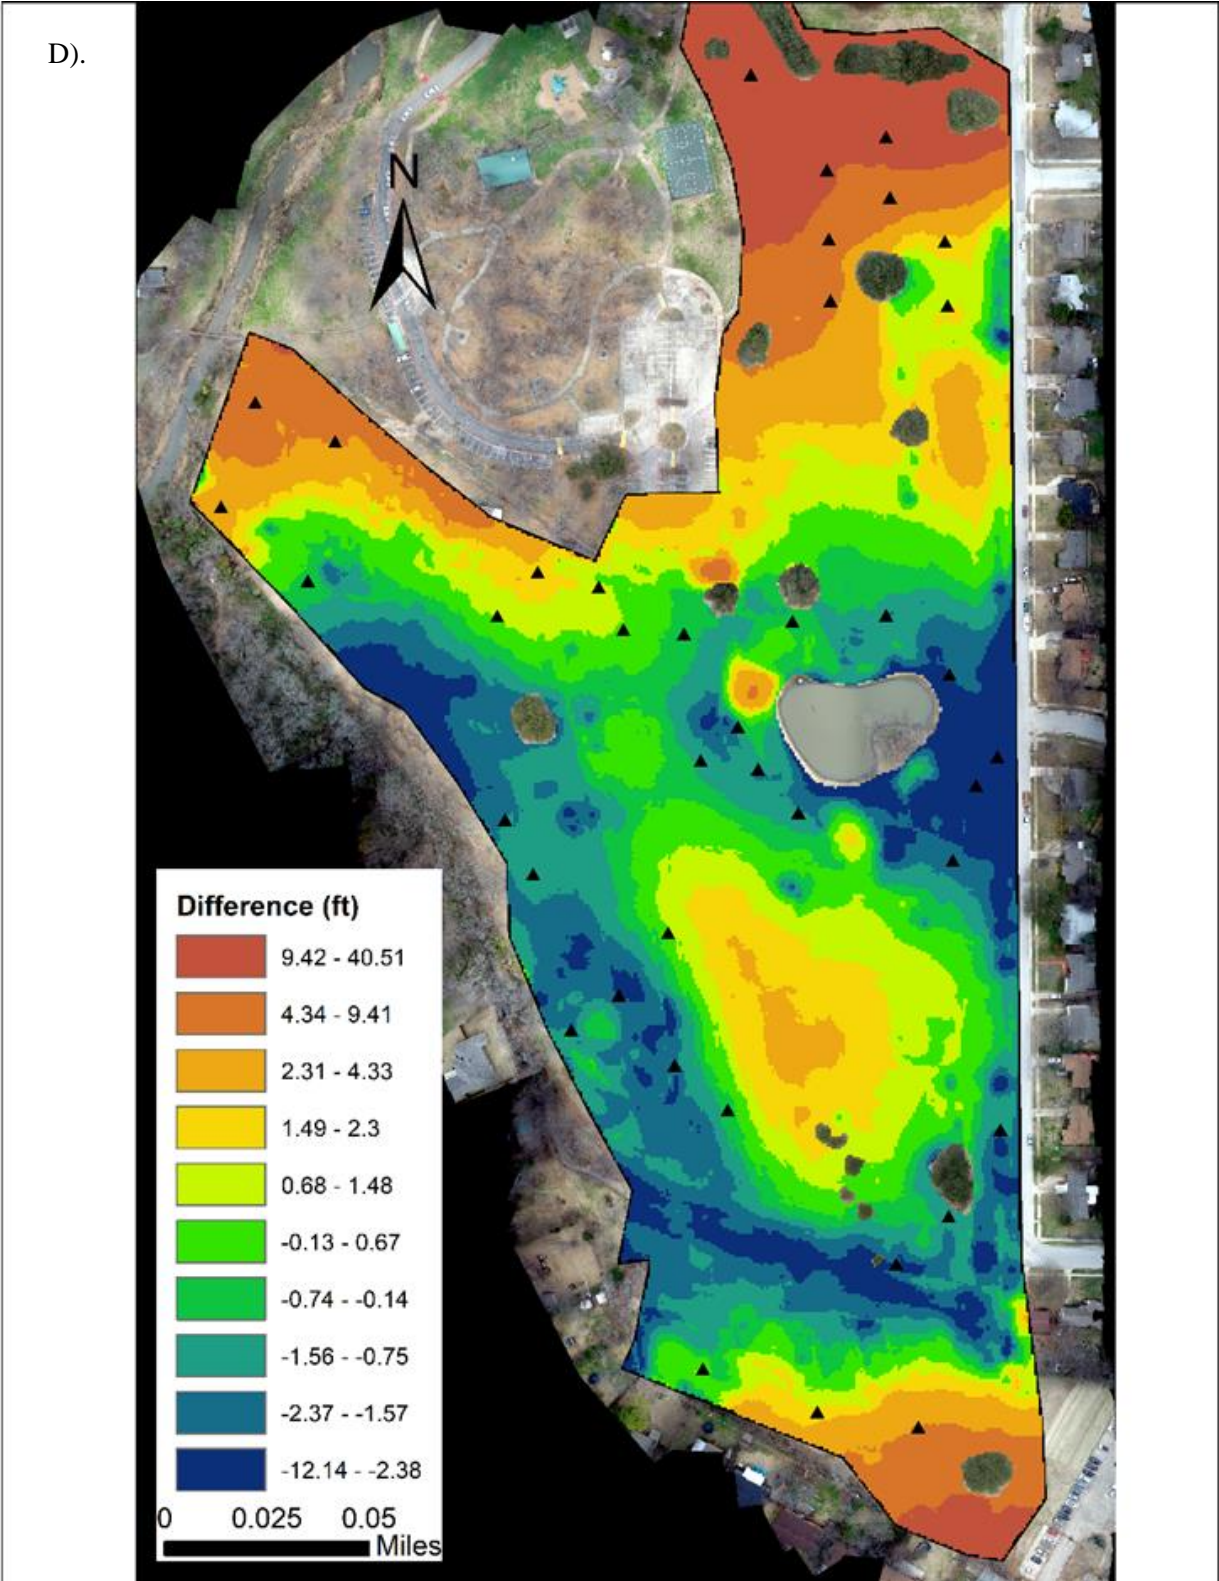 D).
N
Difference (ft)
9.42 - 40.51
4.34 - 9.41
2.31 - 4.33
1.49 - 2.3
0.68 - 1.48
-0.13 - 0.67
-0.74 - -0.14
-1.56 - -0.75
-2.37 - -1.57
-12.14 - -2.38
0 0.025 0.05
Miles